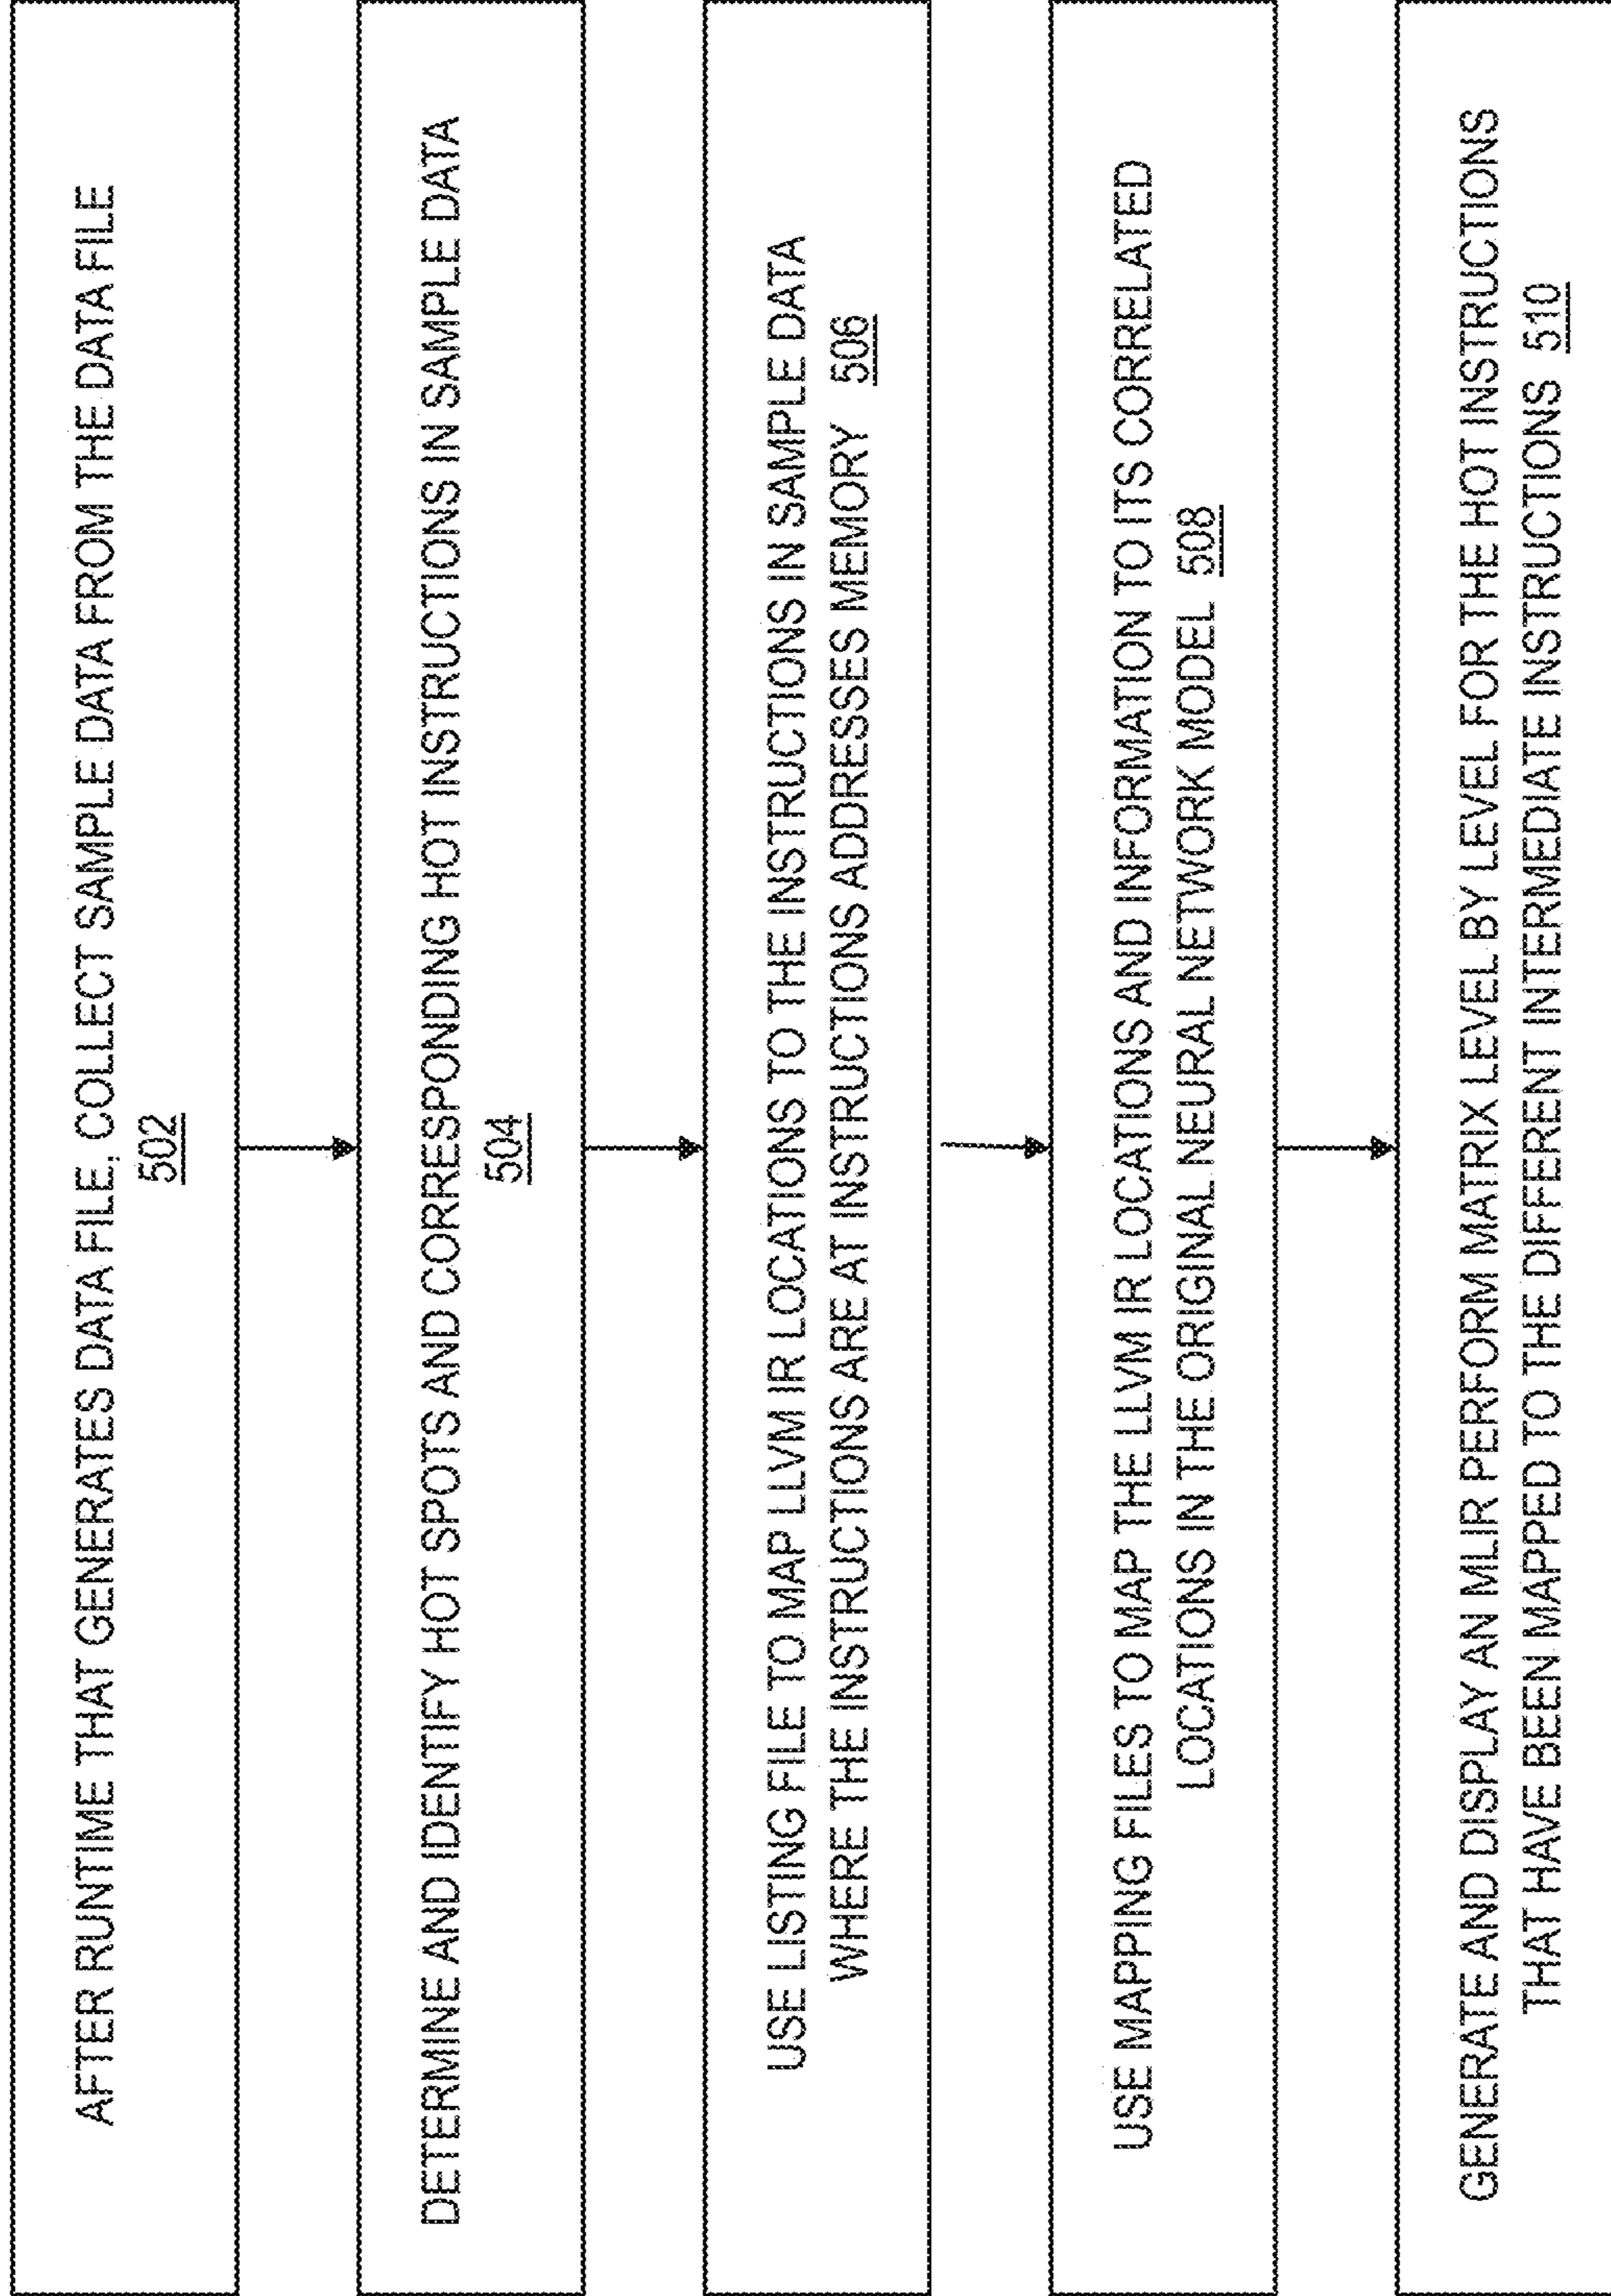 AFTER RUNTIME THAT GENERATES DATA FILE, COLLECT SAMPLE DATA FROM THE DATA FILE
502
DETERMINE AND IDENTIFY HOT SPOTS AND CORRESPONDING HOT INSTRUCTIONS IN SAMPLE DATA
504
USE LISTING FILE TO MAP LLVM IR LOCATIONS TO THE INSTRUCTIONS IN SAMPLE DATA
WHERE THE INSTRUCTIONS ARE AT INSTRUCTIONS ADDRESSES MEMORY 506
USE MAPPING FILES TO MAP THE LLVM IR LOCATIONS AND INFORMATION TO ITS CORRELATED
LOCATIONS IN THE ORIGINAL NEURAL NETWORK MODEL 508
GENERATE AND DISPLAY AN MLIR PERFORM MATRIX LEVEL BY LEVEL FOR THE HOT INSTRUCTIONS
THAT HAVE BEEN MAPPED TO THE DIFFERENT INTERMEDIATE INSTRUCTIONS 510